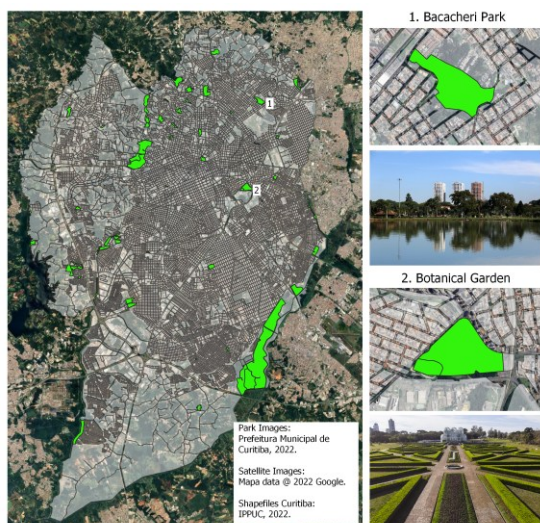 1. Bacacheri Park
1
2
2. Botanical Garden
Park Images:
Prefeitura Municipal de
Curitiba, 2022.
Satellite Images:
Mapa data @ 2022 Google.
Shapefiles Curitiba:
IPPUC, 2022.